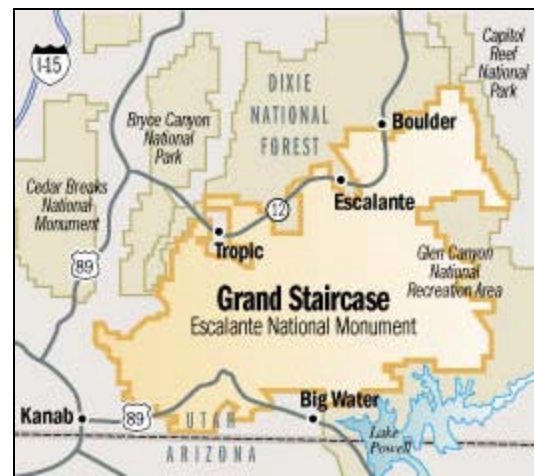 I-15
Capitol
Reef
National
Park
DIXIE
NATIONAL
FOREST
Bryce Canyon
National
Park
Boulder
Cedar Breaks
National
Monument
Escalante
12
Tropic
Glen Canyon
National
Recreation Area
89
Grand Staircase
Escalante National Monument
Kanab
89
Big Water
UTAH
ARIZONA
Lake
Powell